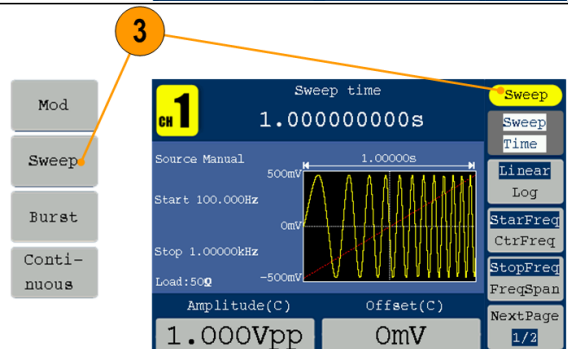 3
Mod
Sweep
Burst
Conti-
nuous
CH 1
Sweep time
1.000000000s
Source Manual
Start 100.000Hz
Stop 1.00000kHz
Load:50Ω
1.00000s
500mV
0mV
-500mV
Amplitude(C)
1.000Vpp
Offset(C)
0mV
Sweep
Sweep
Time
Linear
Log
StarFreq
CtrFreq
StopFreq
FreqSpan
NextPage
1/2